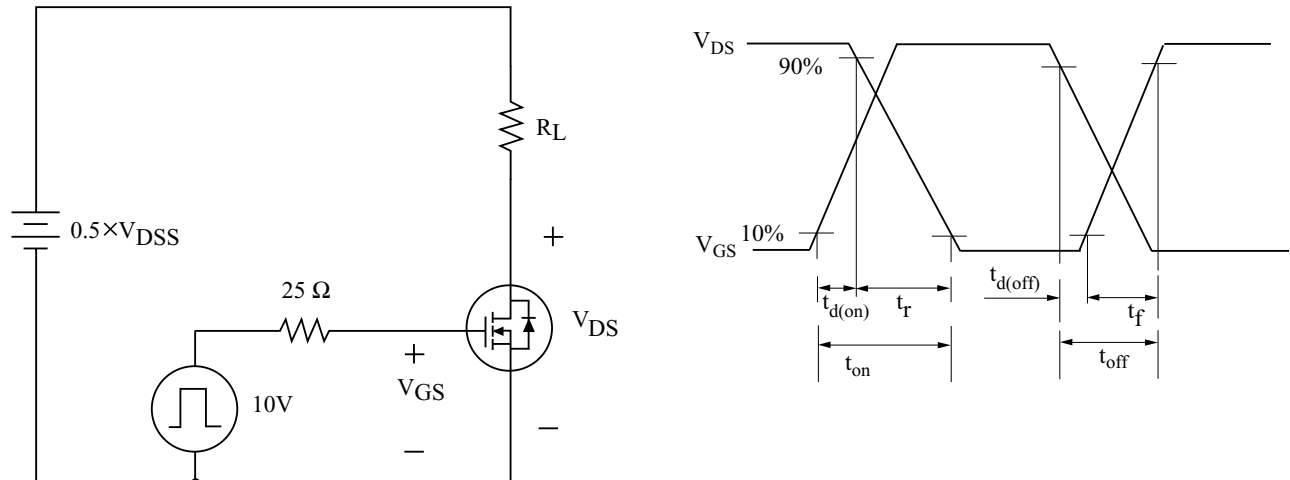 R_L
0.5×V_DSS
+
25 Ω
V_DS
+
V_GS
10V
−
−
V_DS
90%
10%
V_GS
t_d(on)
t_r
t_d(off)
t_f
t_on
t_off